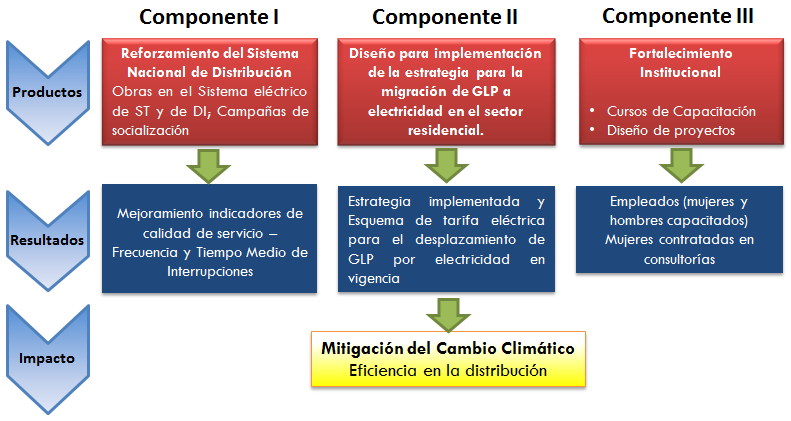 Componente I
Componente II
Componente III
Productos
Reforzamiento del Sistema
Nacional de Distribución
Obras en el Sistema eléctrico
de ST y de DI; Campañas de
socialización
Diseño para implementación
de la estrategia para la
migración de GLP a
electricidad en el sector
residencial.
Fortalecimiento
Institucional
• Cursos de Capacitación
• Diseño de proyectos
Resultados
Mejoramiento indicadores de
calidad de servicio –
Frecuencia y Tiempo Medio de
Interrupciones
Estrategia implementada y
Esquema de tarifa eléctrica
para el desplazamiento de
GLP por electricidad en
vigencia
Empleados (mujeres y
hombres capacitados)
Mujeres contratadas en
consultorías
Impacto
Mitigación del Cambio Climático
Eficiencia en la distribución